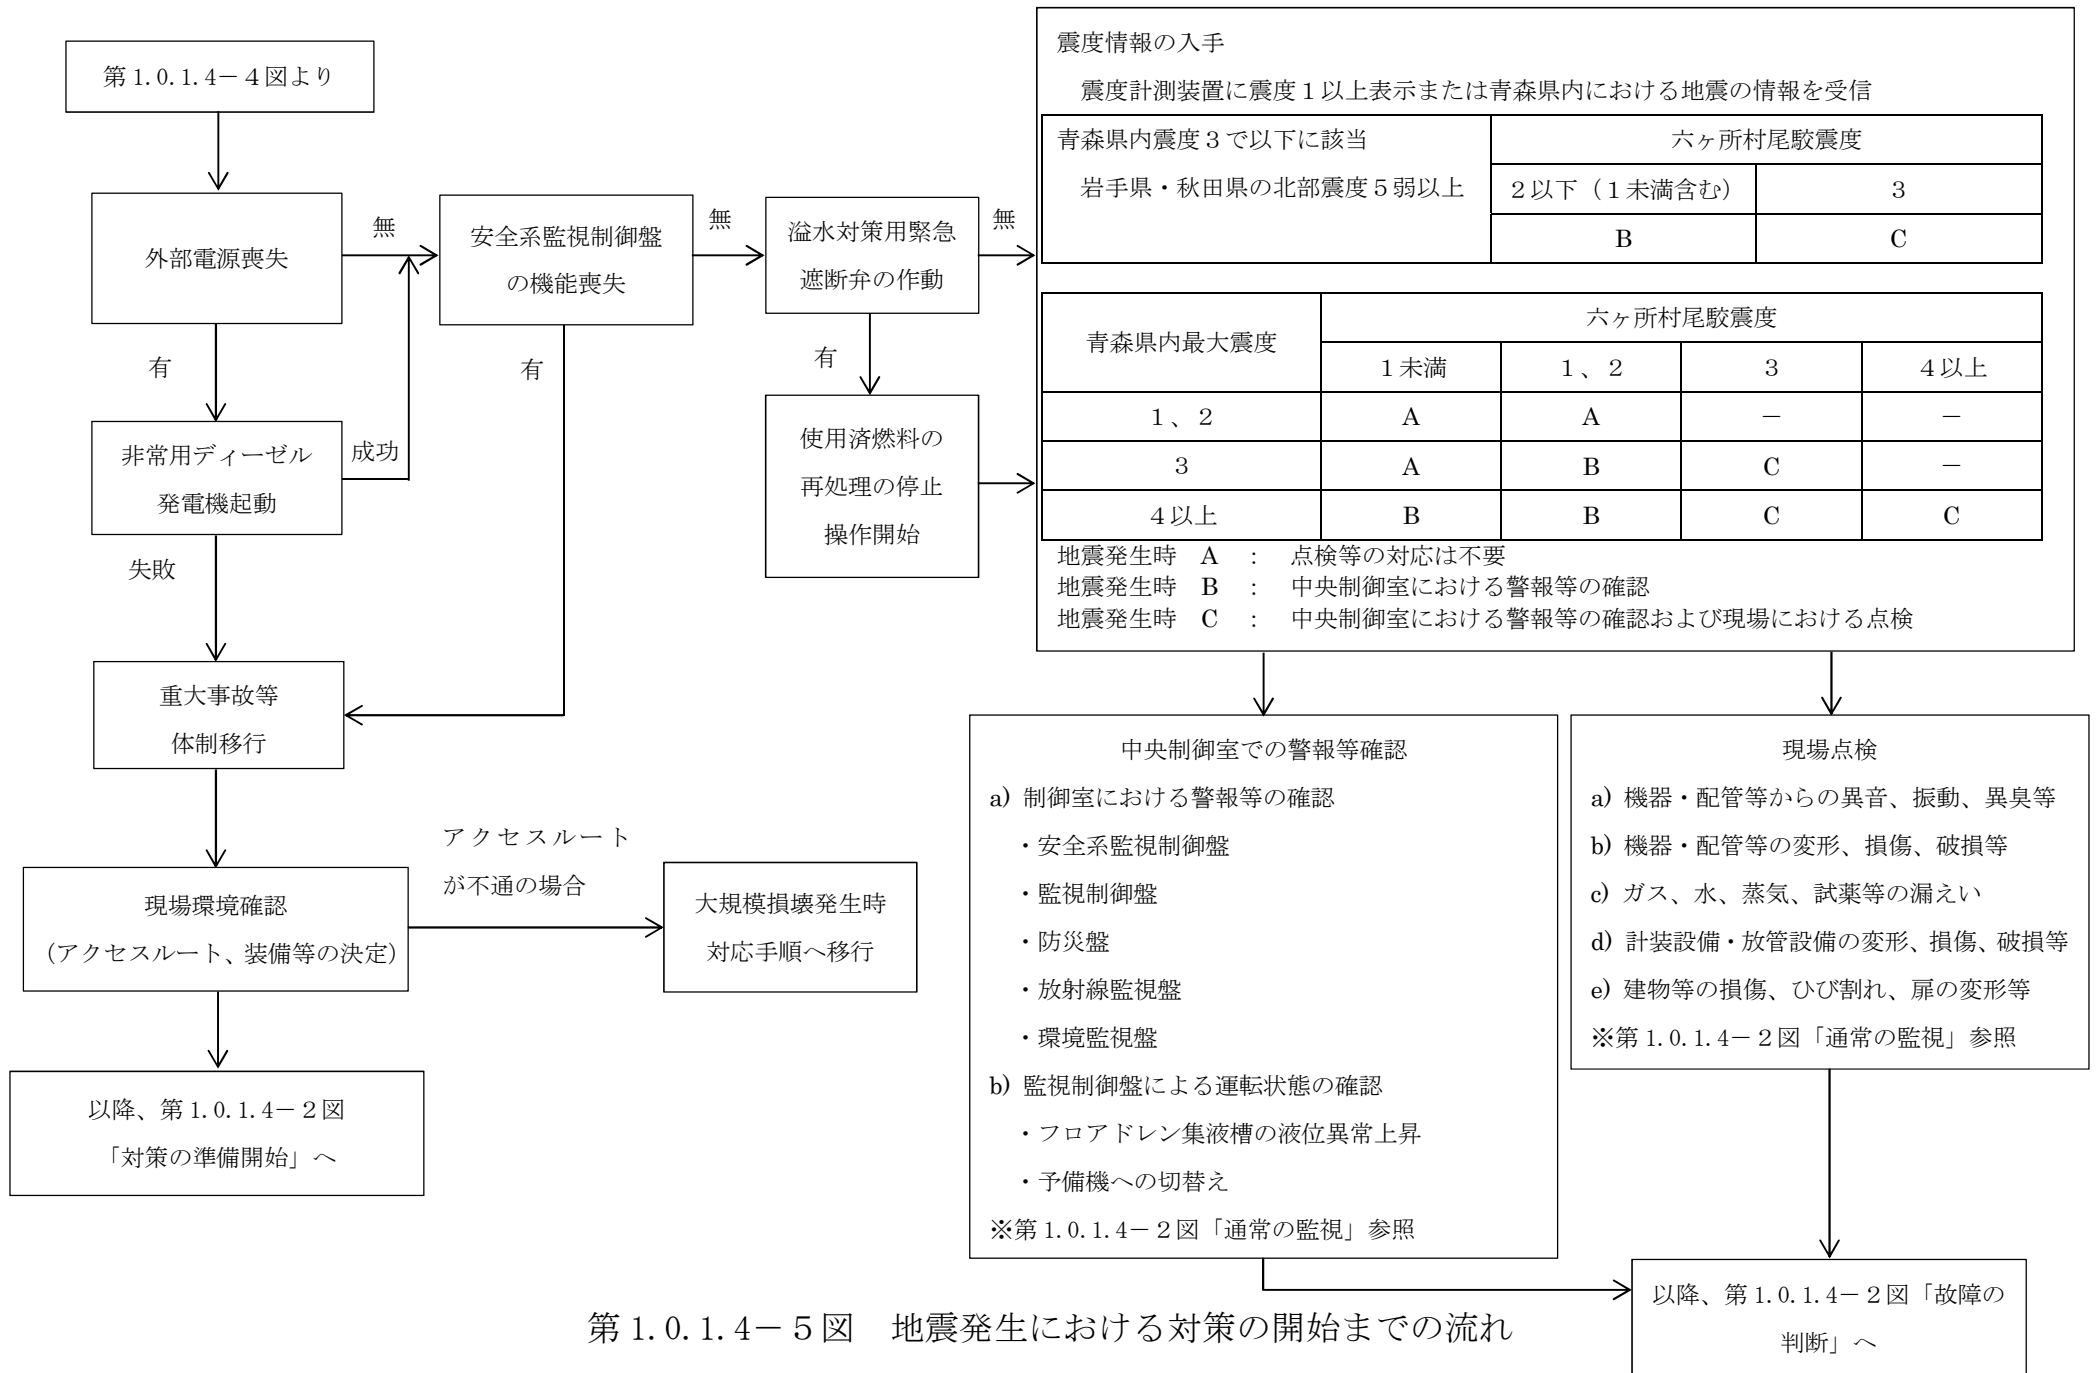 第1.0.1.4－4図より
外部電源喪失
無
有
非常用ディーゼル
発電機起動
成功
失敗
安全系監視制御盤
の機能喪失
無
有
溢水対策用緊急
遮断弁の作動
無
有
使用済燃料の
再処理の停止
操作開始
重大事故等
体制移行
現場環境確認
（アクセスルート、装備等の決定）
アクセスルート
が不通の場合
大規模損壊発生時
対応手順へ移行
以降、第1.0.1.4－2図
「対策の準備開始」へ
震度情報の入手
震度計測装置に震度１以上表示または青森県内における地震の情報を受信
青森県内震度３で以下に該当
岩手県・秋田県の北部震度５弱以上
六ヶ所村尾駮震度
２以下（１未満含む） ３
B C
青森県内最大震度
六ヶ所村尾駮震度
１未満 １、２ ３ ４以上
１、２ A A － －
３ A B C －
４以上 B B C C
地震発生時　A　：　点検等の対応は不要
地震発生時　B　：　中央制御室における警報等の確認
地震発生時　C　：　中央制御室における警報等の確認および現場における点検
中央制御室での警報等確認
a) 制御室における警報等の確認
・安全系監視制御盤
・監視制御盤
・防災盤
・放射線監視盤
・環境監視盤
b) 監視制御盤による運転状態の確認
・フロアドレン集液槽の液位異常上昇
・予備機への切替え
※第1.0.1.4－2図「通常の監視」参照
現場点検
a) 機器・配管等からの異音、振動、異臭等
b) 機器・配管等の変形、損傷、破損等
c) ガス、水、蒸気、試薬等の漏えい
d) 計装設備・放管設備の変形、損傷、破損等
e) 建物等の損傷、ひび割れ、扉の変形等
※第1.0.1.4－2図「通常の監視」参照
以降、第1.0.1.4－2図「故障の
判断」へ
第1.0.1.4－５図　地震発生における対策の開始までの流れ